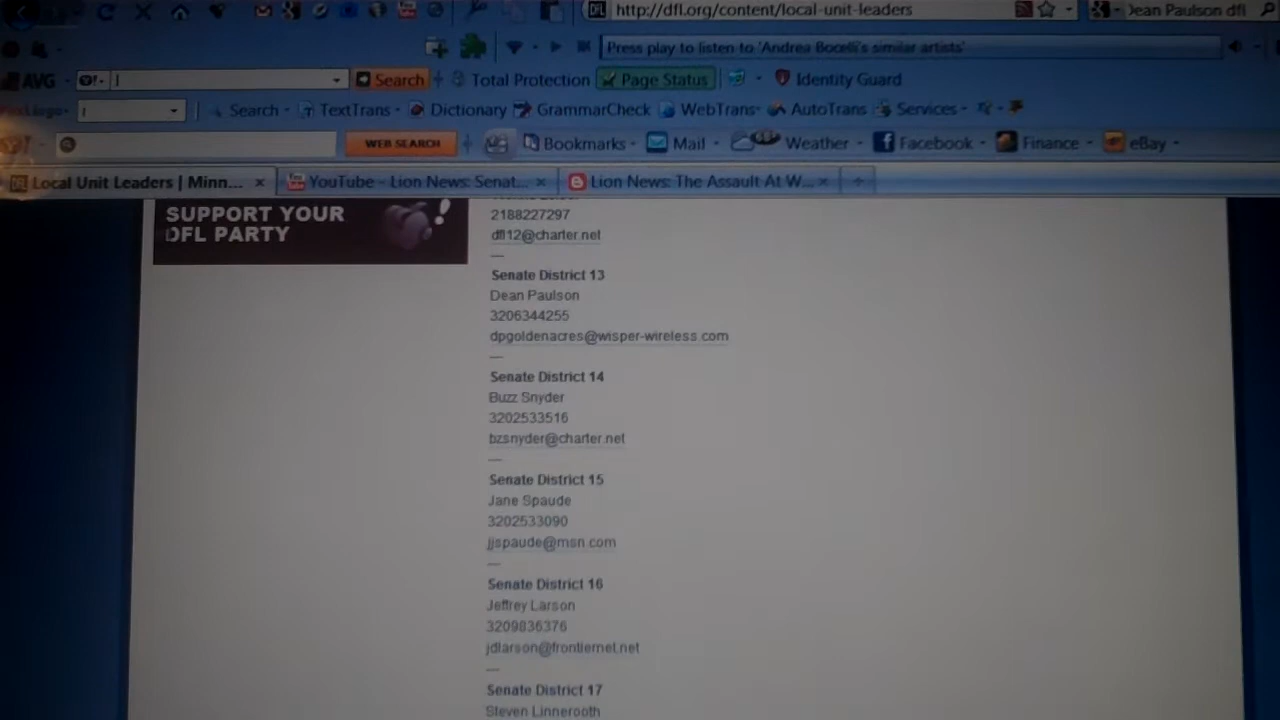 http://dfl.org/content/local-unit-leaders
Dean Paulson dfl
Press play to listen to 'Andrea Bocelli's similar artists'
AVG
Search
Total Protection
Page Status
Identity Guard
Search
TextTrans
Dictionary
GrammarCheck
WebTrans
AutoTrans
Services
WEB SEARCH
Bookmarks
Mail
Weather
Facebook
Finance
eBay
Local Unit Leaders | Minn...
YouTube - Lion News: Senat...
Lion News: The Assault At W...
SUPPORT YOUR
DFL PARTY
2188227297
dfl12@charter.net
—
Senate District 13
Dean Paulson
3206344255
dpgoldenacres@wisper-wireless.com
—
Senate District 14
Buzz Snyder
3202533516
bzsnyder@charter.net
—
Senate District 15
Jane Spaude
3202533090
jjspaude@msn.com
—
Senate District 16
Jeffrey Larson
3209836376
jdlarson@frontiernet.net
—
Senate District 17
Steven Linnerooth